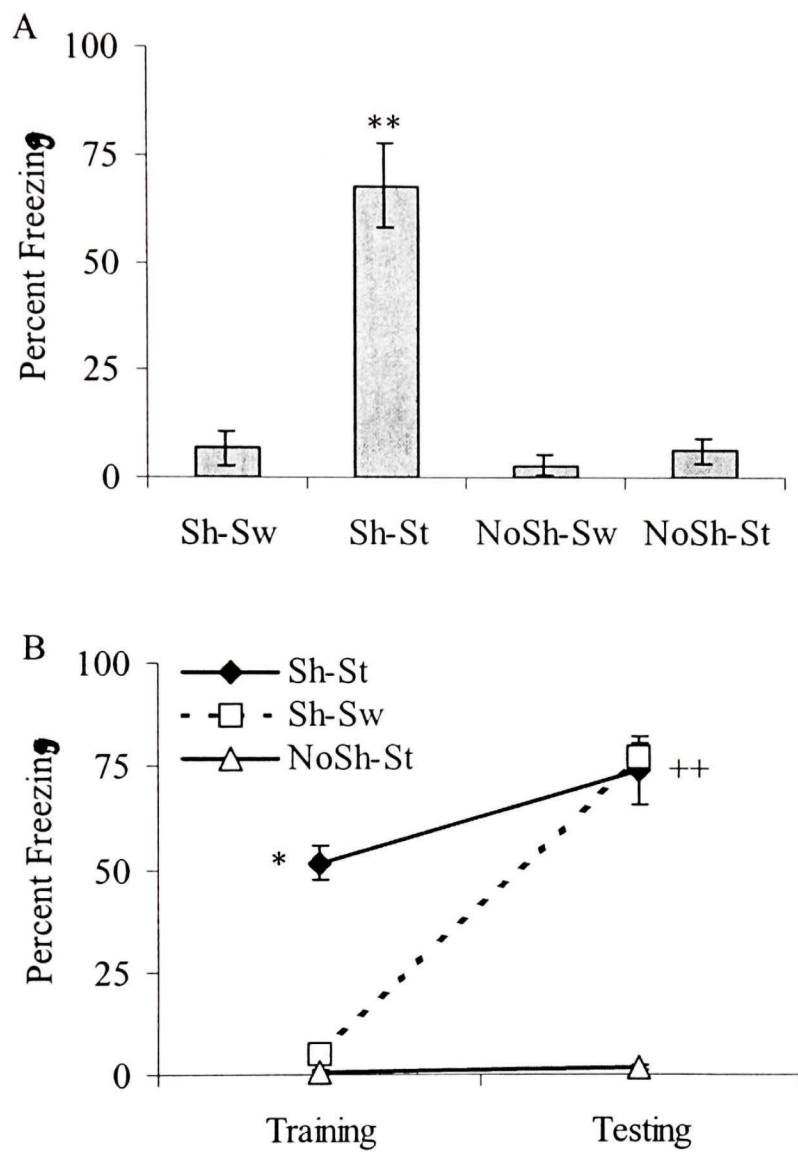 A
100
75
50
25
0
Percent Freezing
**
Sh-Sw Sh-St NoSh-Sw NoSh-St
B
100
75
50
25
0
Percent Freezing
Sh-St
Sh-Sw
NoSh-St
*
++
Training Testing